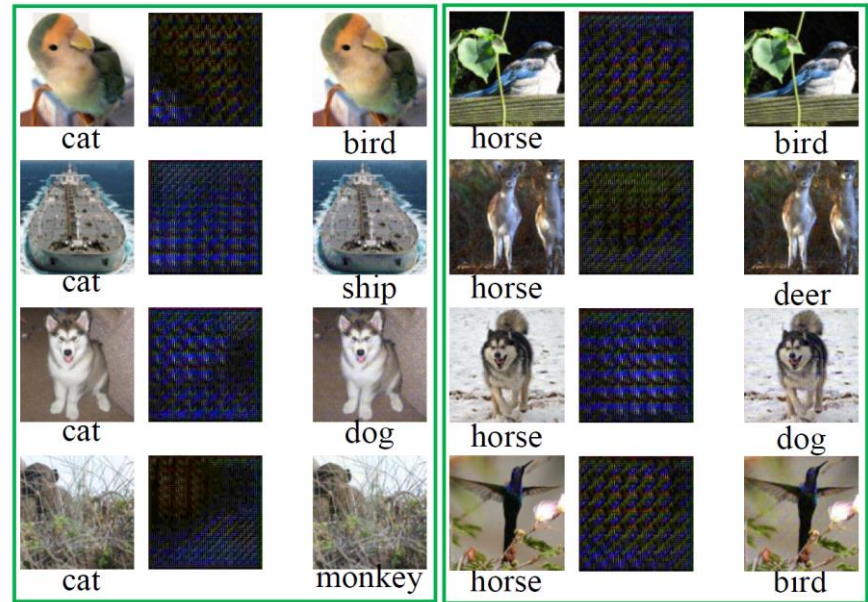 cat bird
cat ship
cat dog
cat monkey
horse bird
horse deer
horse dog
horse bird